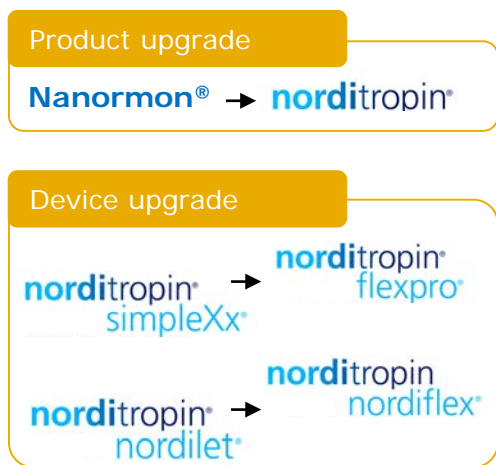 Product upgrade
Nanormon® → norditropin®
Device upgrade
norditropin® → norditropin®
simpleXx® flexpro®
norditropin® → norditropin
nordilet® nordiflex®